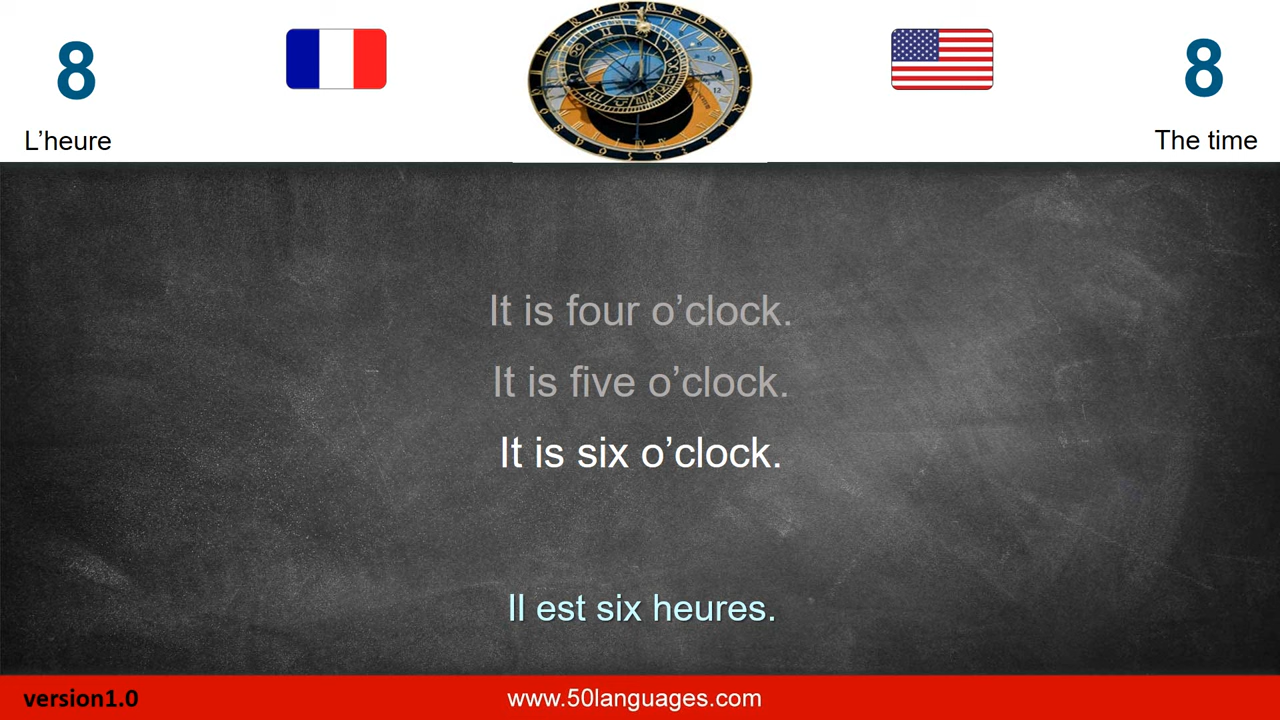 8
8
L’heure
The time
It is four o’clock.
It is five o’clock.
It is six o’clock.
Il est six heures.
version1.0
www.50languages.com